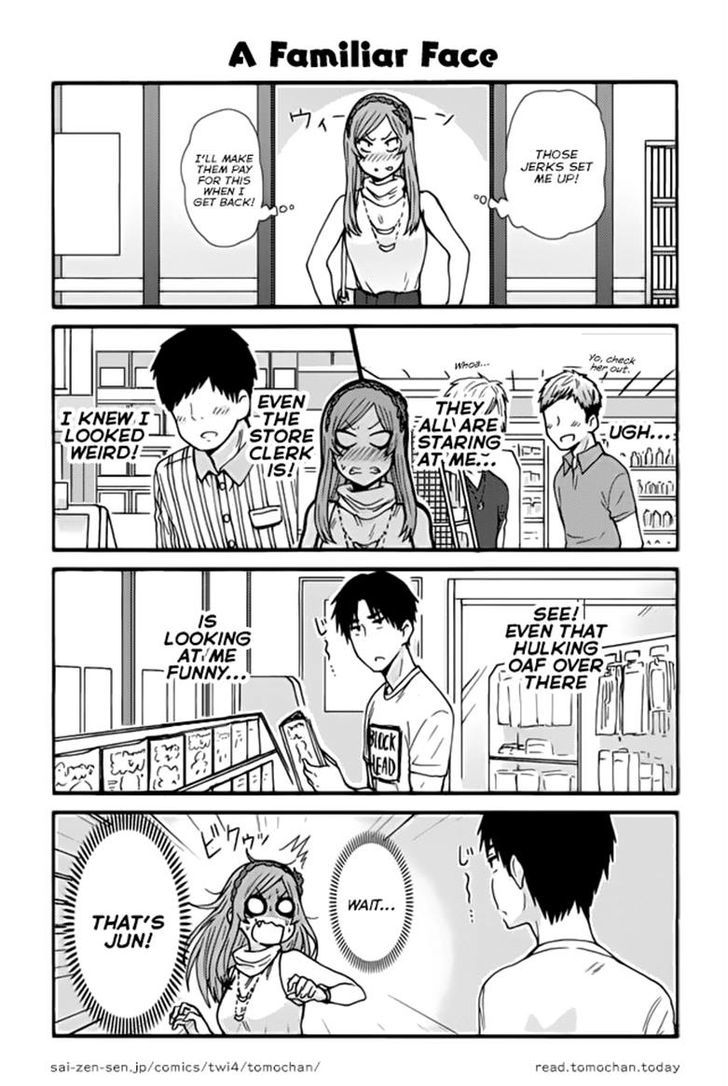 A Familiar Face
ウィーーン
THOSE
JERKS SET
ME UP!
I'LL MAKE
THEM PAY
FOR THIS
WHEN I
GET BACK!
Whoa...
Yo, check
her out.
UGH...
THEY
ALL ARE
STARING
AT ME...
EVEN
THE
STORE
CLERK
IS!
I KNEW I
LOOKED
WEIRD!
SEE!
EVEN THAT
HULKING
OAF OVER
THERE
じ〜っ
IS
LOOKING
AT ME
FUNNY...
BLOCK
HEAD
じ〜・・・
WAIT...
ビクゥッ
THAT'S
JUN!
sai-zen-sen.jp/comics/twi4/tomochan/
read.tomochan.today